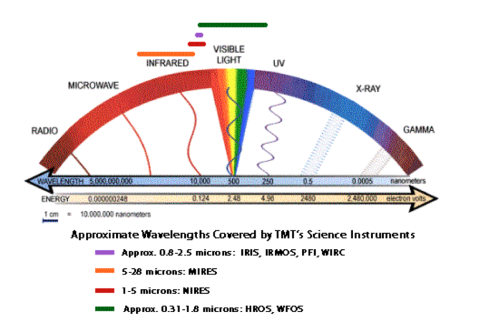 VISIBLE
LIGHT
INFRARED
UV
MICROWAVE
X-RAY
RADIO
GAMMA
WAVELENGTH 5,000,000,000 10,000 500 250 0.5 0.0005 nanometers
ENERGY 0.000000248 0.124 2.48 4.96 2480 2,480,000 electron volts
1 cm = 10,000,000 nanometers
Approximate Wavelengths Covered by TMT's Science Instruments
Approx. 0.8-2.5 microns: IRIS, IRMOS, PFI, WIRC
5-28 microns: MIRES
1-5 microns: NIRES
Approx. 0.31-1.8 microns: HROS, WFOS